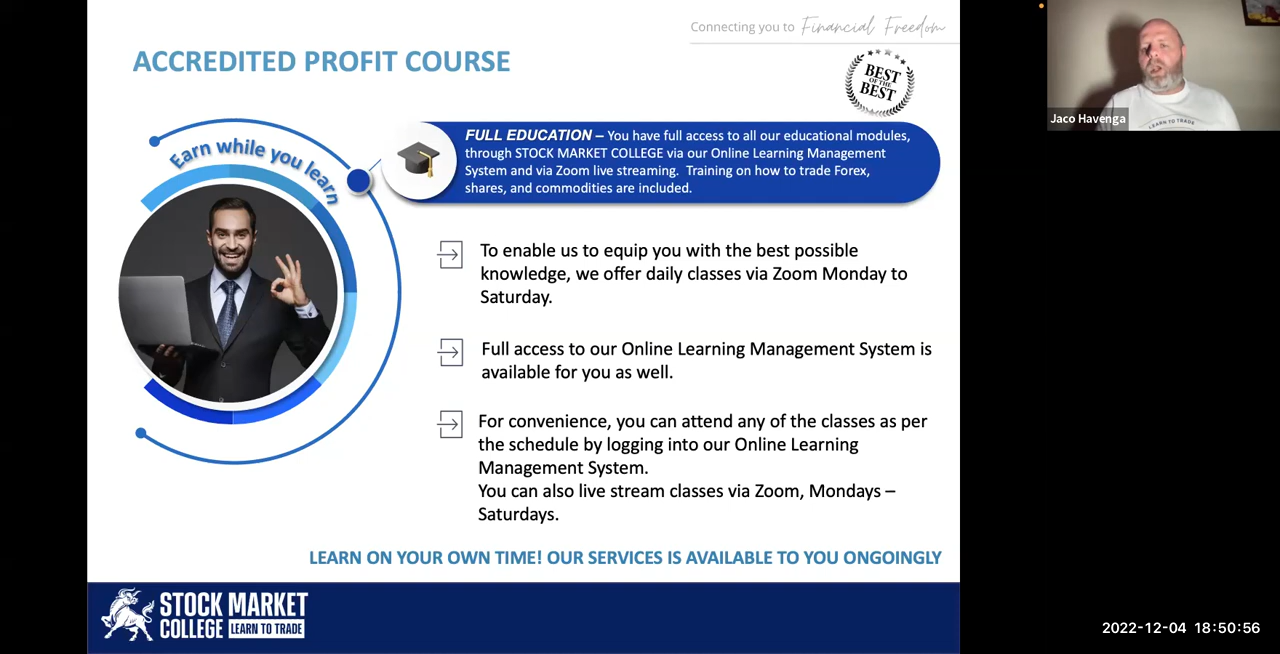 Connecting you to Financial Freedom
ACCREDITED PROFIT COURSE
BEST
OF THE
BEST
Earn while you learn
FULL EDUCATION – You have full access to all our educational modules,
through STOCK MARKET COLLEGE via our Online Learning Management
System and via Zoom live streaming. Training on how to trade Forex,
shares, and commodities are included.
To enable us to equip you with the best possible
knowledge, we offer daily classes via Zoom Monday to
Saturday.
Full access to our Online Learning Management System is
available for you as well.
For convenience, you can attend any of the classes as per
the schedule by logging into our Online Learning
Management System.
You can also live stream classes via Zoom, Mondays –
Saturdays.
LEARN ON YOUR OWN TIME! OUR SERVICES IS AVAILABLE TO YOU ONGOINGLY
STOCK MARKET
COLLEGE LEARN TO TRADE
LEARN TO TRADE
Jaco Havenga
2022-12-04 18:50:56